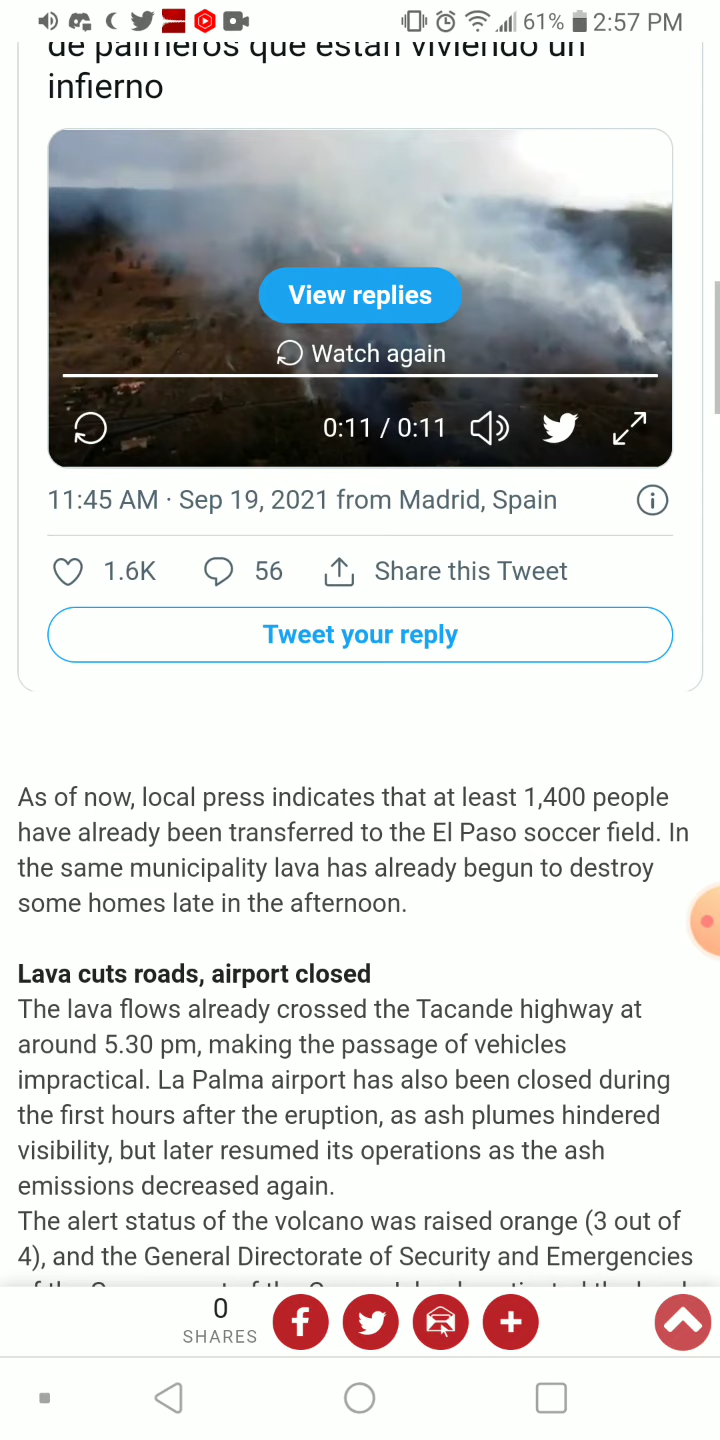 61% 2:57 PM
de palmeros que están viviendo un
infierno
View replies
Watch again
0:11 / 0:11
11:45 AM · Sep 19, 2021 from Madrid, Spain
1.6K 56 Share this Tweet
Tweet your reply
As of now, local press indicates that at least 1,400 people
have already been transferred to the El Paso soccer field. In
the same municipality lava has already begun to destroy
some homes late in the afternoon.
Lava cuts roads, airport closed
The lava flows already crossed the Tacande highway at
around 5.30 pm, making the passage of vehicles
impractical. La Palma airport has also been closed during
the first hours after the eruption, as ash plumes hindered
visibility, but later resumed its operations as the ash
emissions decreased again.
The alert status of the volcano was raised orange (3 out of
4), and the General Directorate of Security and Emergencies
0
SHARES